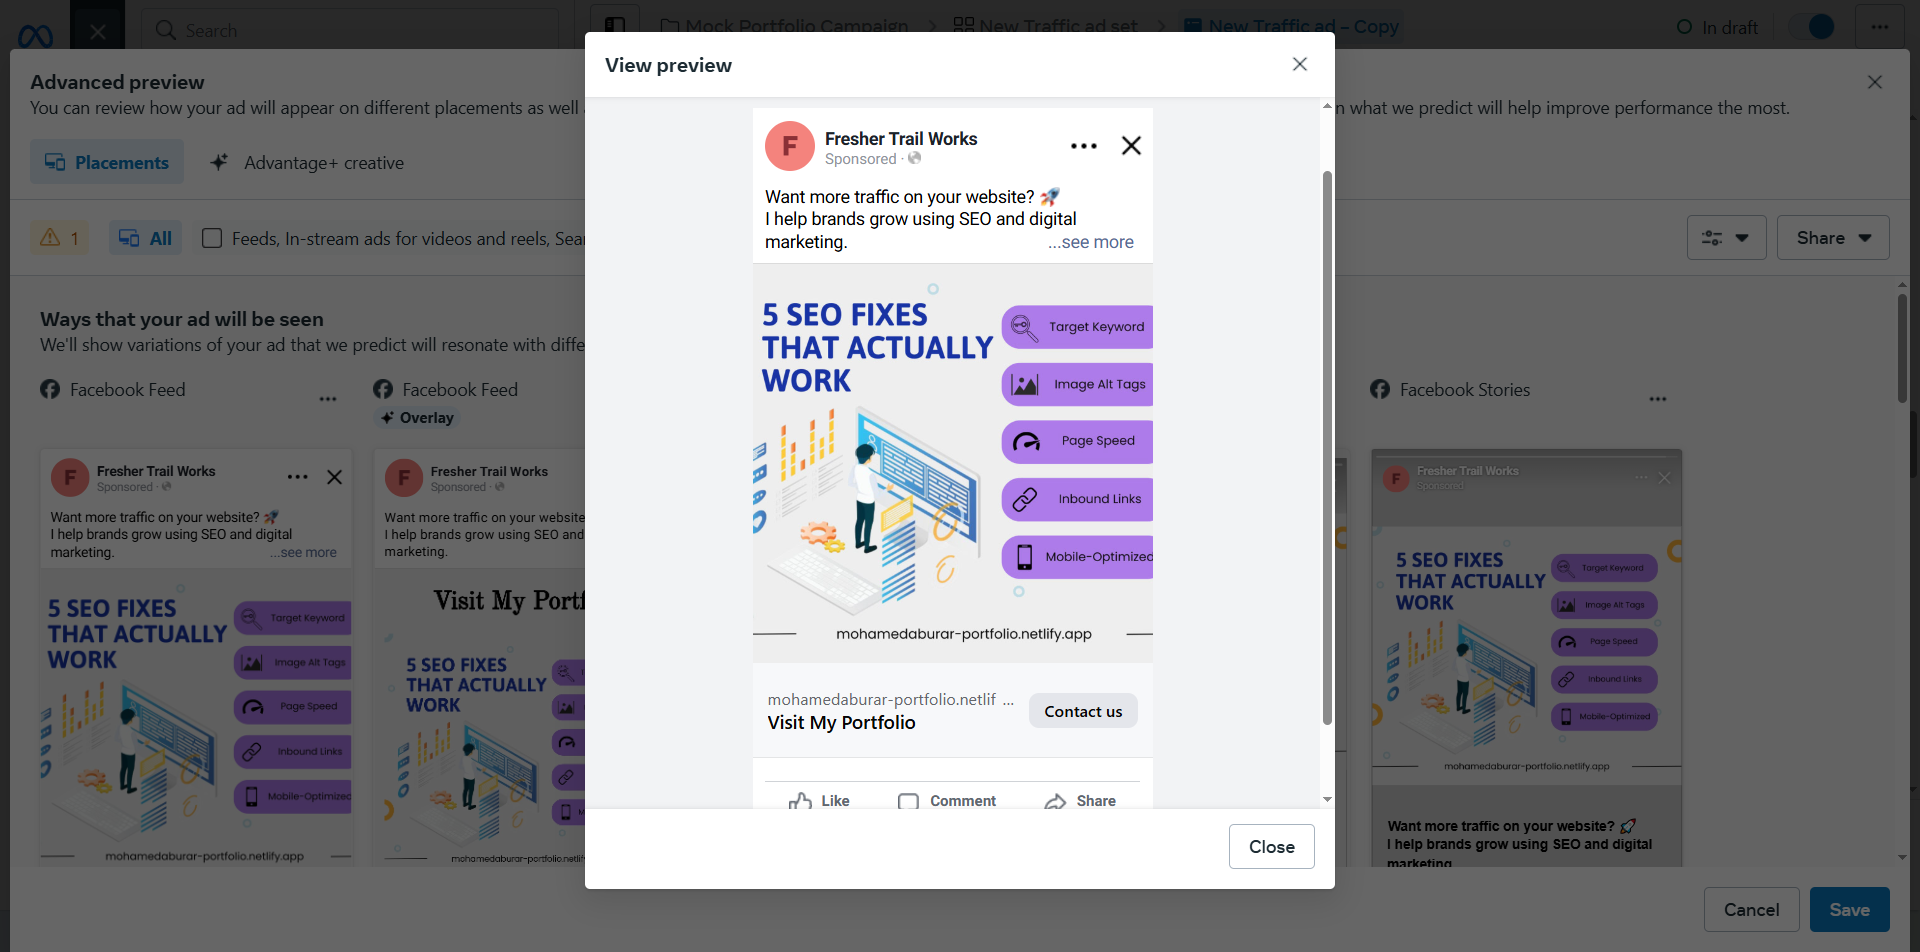 Search
Mock Portfolio Campaign
New Traffic ad set
New Traffic ad – Copy
In draft
Advanced preview
You can review how your ad will appear on different placements as well
n what we predict will help improve performance the most.
Placements
Advantage+ creative
1
All
Feeds, In-stream ads for videos and reels, Sear
Share
Ways that your ad will be seen
We'll show variations of your ad that we predict will resonate with diffe
Facebook Feed
Fresher Trail Works
Sponsored ·
Want more traffic on your website? 🚀
I help brands grow using SEO and digital
marketing.
...see more
5 SEO FIXES
THAT ACTUALLY
WORK
Target Keyword
Image Alt Tags
Page Speed
Inbound Links
Mobile-Optimized
mohamedaburar-portfolio.netlify.app
Facebook Feed
Overlay
Fresher Trail Works
Sponsored ·
Want more traffic on your website
I help brands grow using SEO and
marketing.
Visit My Portf
5 SEO FIXES
THAT ACTUALLY
WORK
mohamedaburar-portfolio.netlif
View preview
F
Fresher Trail Works
Sponsored ·
Want more traffic on your website? 🚀
I help brands grow using SEO and digital
marketing.
...see more
5 SEO FIXES
THAT ACTUALLY
WORK
Target Keyword
Image Alt Tags
Page Speed
Inbound Links
Mobile-Optimized
mohamedaburar-portfolio.netlify.app
mohamedaburar-portfolio.netlif ...
Visit My Portfolio
Contact us
Like
Comment
Share
Close
Facebook Stories
F
Fresher Trail Works
Sponsored
5 SEO FIXES
THAT ACTUALLY
WORK
Target Keyword
Image Alt Tags
Page Speed
Inbound Links
Mobile-Optimized
mohamedaburar-portfolio.netlify.app
Want more traffic on your website? 🚀
I help brands grow using SEO and digital
marketing
Cancel
Save